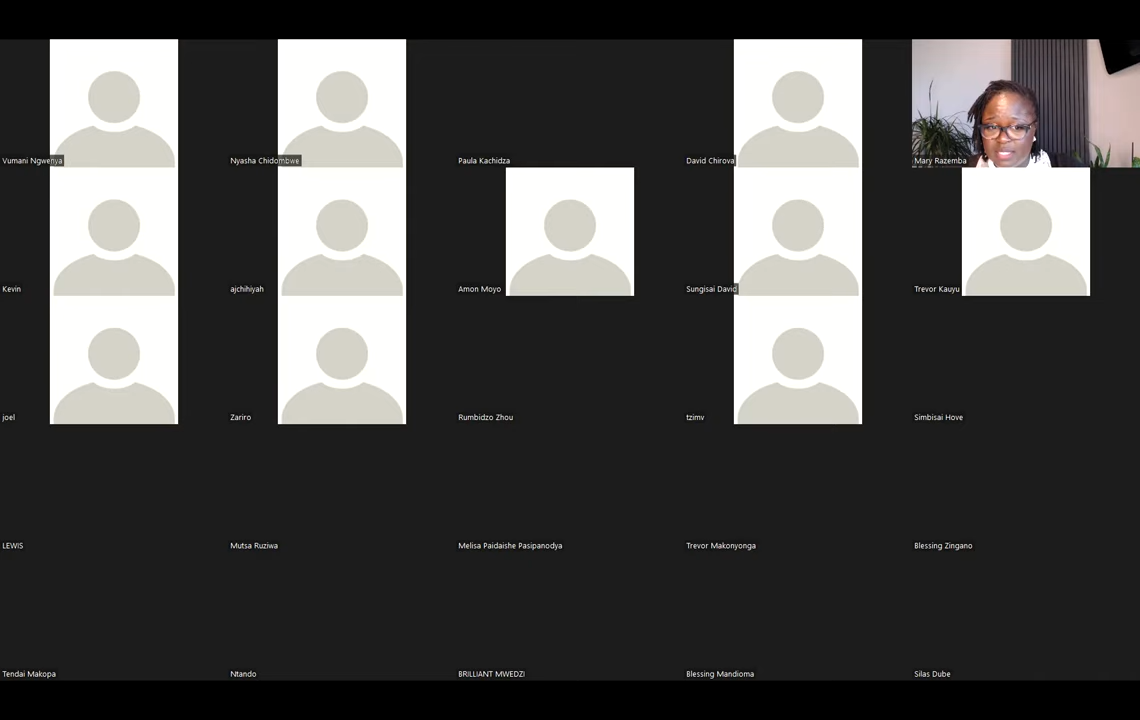 Vumani Ngwenya
Nyasha Chidombwe
Paula Kachidza
David Chirova
Mary Razemba
Kevin
ajchihiyah
Amon Moyo
Sungisai David
Trevor Kauyu
joel
Zariro
Rumbidzo Zhou
tzimv
Simbisai Hove
LEWIS
Mutsa Ruziwa
Melisa Paidaishe Pasipanodya
Trevor Makonyonga
Blessing Zingano
Tendai Makopa
Ntando
BRILLIANT MWEDZI
Blessing Mandioma
Silas Dube